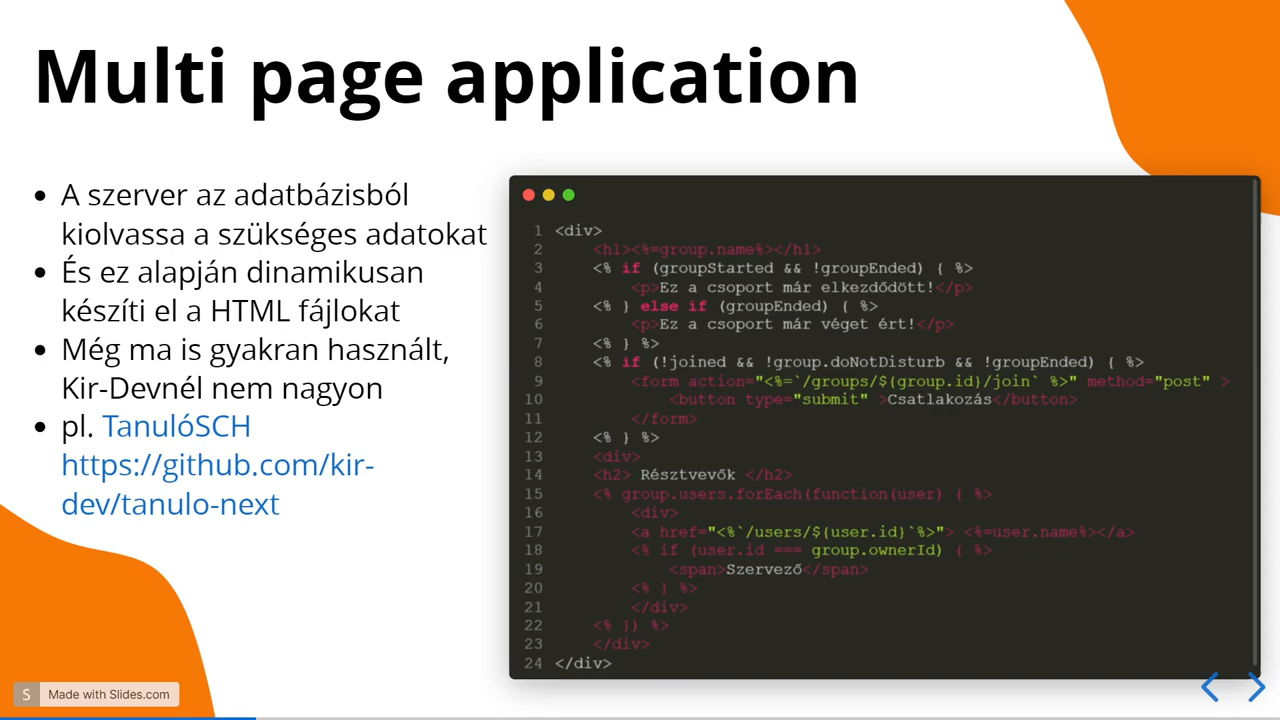 Multi page application
A szerver az adatbázisból
kiolvassa a szükséges adatokat
És ez alapján dinamikusan
készíti el a HTML fájlokat
Még ma is gyakran használt,
Kir-Devnél nem nagyon
pl. TanulóSCH
https://github.com/kir-
dev/tanulo-next
1 <div>
2 <h1><%=group.name%></h1>
3 <% if (groupStarted && !groupEnded) { %>
4 <p>Ez a csoport már elkezdődött!</p>
5 <% } else if (groupEnded) { %>
6 <p>Ez a csoport már véget ért!</p>
7 <% } %>
8 <% if (!joined && !group.doNotDisturb && !groupEnded) { %>
9 <form action="<%=`/groups/${group.id}/join` %>" method="post" >
10 <button type="submit" >Csatlakozás</button>
11 </form>
12 <% } %>
13 <div>
14 <h2> Résztvevők </h2>
15 <% group.users.forEach(function(user) { %>
16 <div>
17 <a href="<%`/users/${user.id}`%>"> <%=user.name%></a>
18 <% if (user.id === group.ownerId) { %>
19 <span>Szervező</span>
20 <% } %>
21 </div>
22 <% }) %>
23 </div>
24 </div>
S Made with Slides.com